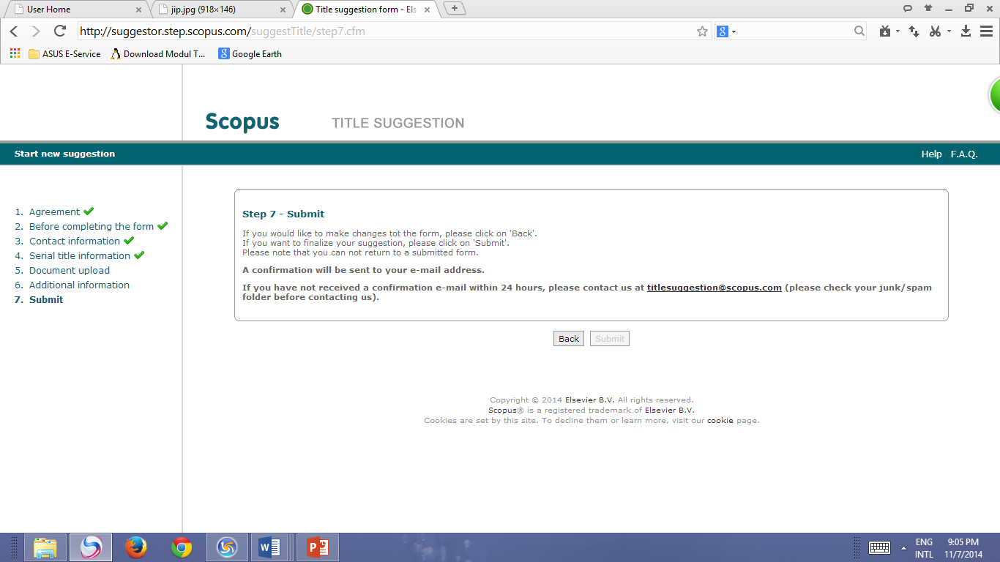 User Home
jip.jpg (918×146)
Title suggestion form - Els
http://suggestor.step.scopus.com/suggestTitle/step7.cfm
ASUS E-Service
Download Modul T...
Google Earth
Scopus
TITLE SUGGESTION
Start new suggestion
Help F.A.Q.
1. Agreement
2. Before completing the form
3. Contact information
4. Serial title information
5. Document upload
6. Additional information
7. Submit
Step 7 - Submit
If you would like to make changes tot the form, please click on 'Back'.
If you want to finalize your suggestion, please click on 'Submit'.
Please note that you can not return to a submitted form.
A confirmation will be sent to your e-mail address.
If you have not received a confirmation e-mail within 24 hours, please contact us at titlesuggestion@scopus.com (please check your junk/spam
folder before contacting us).
Back Submit
Copyright © 2014 Elsevier B.V. All rights reserved.
Scopus® is a registered trademark of Elsevier B.V.
Cookies are set by this site. To decline them or learn more, visit our cookie page.
ENG 9:05 PM
INTL 11/7/2014